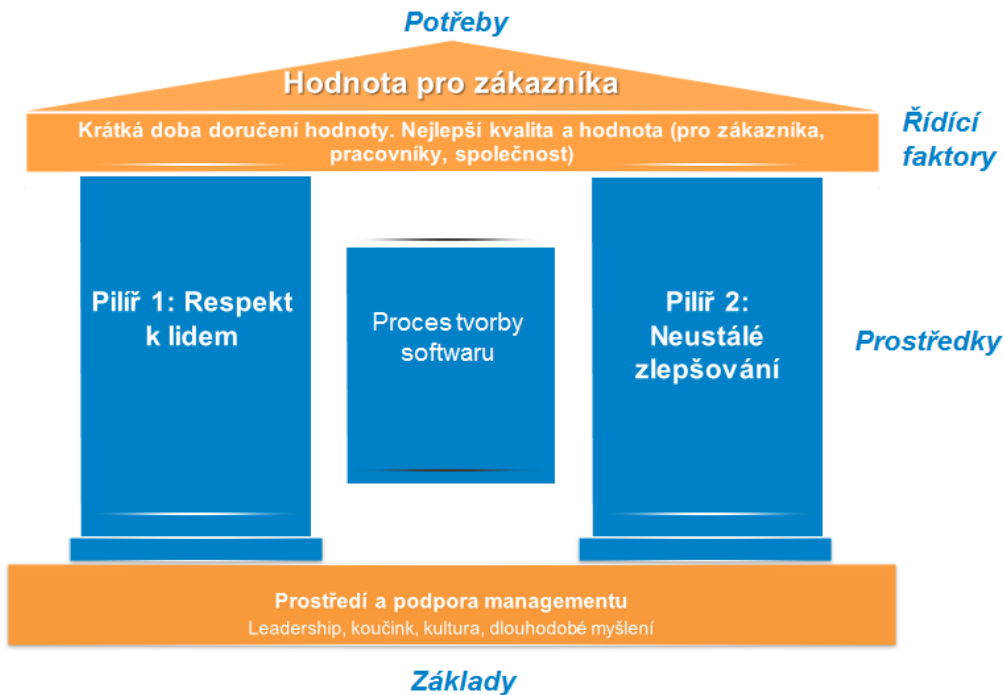 Potřeby
Hodnota pro zákazníka
Krátká doba doručení hodnoty. Nejlepší kvalita a hodnota (pro zákazníka,
pracovníky, společnost)
Řídící
faktory
Pilíř 1: Respekt
k lidem
Proces tvorby
softwaru
Pilíř 2:
Neustálé
zlepšování
Prostředky
Prostředí a podpora managementu
Leadership, koučink, kultura, dlouhodobé myšlení
Základy